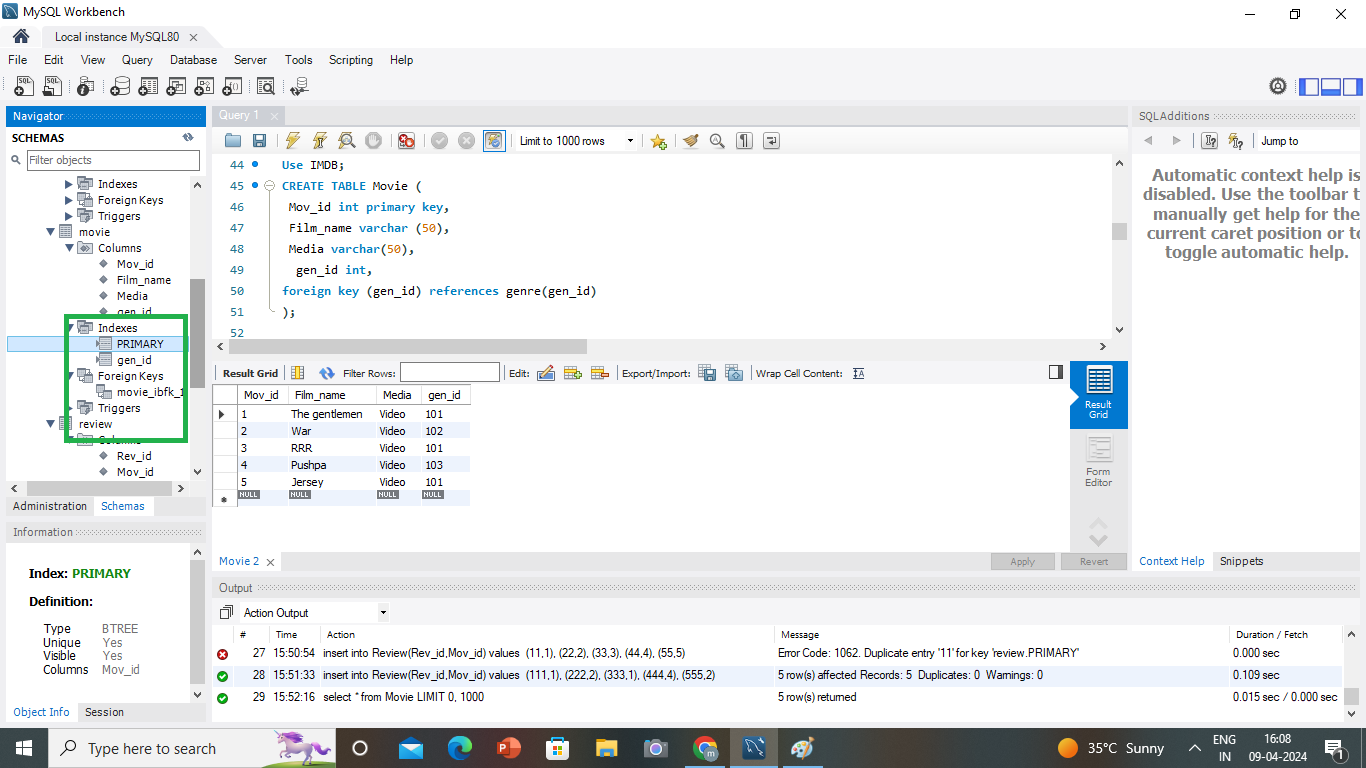 MySQL Workbench
Local instance MySQL80
File Edit View Query Database Server Tools Scripting Help
Navigator
SCHEMAS
Filter objects
Indexes
Foreign Keys
Triggers
movie
Columns
Mov_id
Film_name
Media
gen_id
Indexes
PRIMARY
gen_id
Foreign Keys
movie_ibfk_1
Triggers
review
Columns
Rev_id
Mov_id
Administration Schemas
Information
Index: PRIMARY
Definition:
Type BTREE
Unique Yes
Visible Yes
Columns Mov_id
Object Info Session
Query 1
Limit to 1000 rows
44 Use IMDB;
45 CREATE TABLE Movie (
46 Mov_id int primary key,
47 Film_name varchar (50),
48 Media varchar(50),
49 gen_id int,
50 foreign key (gen_id) references genre(gen_id)
51 );
52
Result Grid Filter Rows: Edit: Export/Import: Wrap Cell Content:
Mov_id Film_name Media gen_id
1 The gentlemen Video 101
2 War Video 102
3 RRR Video 101
4 Pushpa Video 103
5 Jersey Video 101
NULL NULL NULL NULL
Result
Grid
Form
Editor
Movie 2
Apply Revert
Output
Action Output
# Time Action Message Duration / Fetch
27 15:50:54 insert into Review(Rev_id,Mov_id) values (11,1), (22,2), (33,3), (44,4), (55,5) Error Code: 1062. Duplicate entry '11' for key 'review.PRIMARY' 0.000 sec
28 15:51:33 insert into Review(Rev_id,Mov_id) values (111,1), (222,2), (333,1), (444,4), (555,2) 5 row(s) affected Records: 5 Duplicates: 0 Warnings: 0 0.109 sec
29 15:52:16 select * from Movie LIMIT 0, 1000 5 row(s) returned 0.015 sec / 0.000 sec
SQLAdditions
Jump to
Automatic context help is
disabled. Use the toolbar t
manually get help for the
current caret position or to
toggle automatic help.
Context Help Snippets
Type here to search
35°C Sunny
ENG
IN
16:08
09-04-2024
1